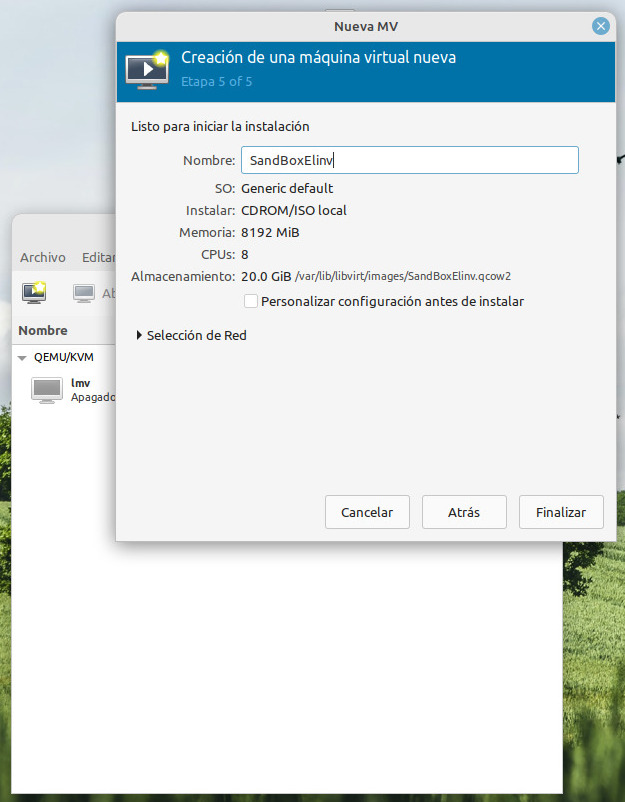 Nueva MV
Creación de una máquina virtual nueva
Etapa 5 of 5
Listo para iniciar la instalación
Nombre: SandBoxElinv
SO: Generic default
Instalar: CDROM/ISO local
Memoria: 8192 MiB
CPUs: 8
Almacenamiento: 20.0 GiB /var/lib/libvirt/images/SandBoxElinv.qcow2
Personalizar configuración antes de instalar
Selección de Red
Cancelar Atrás Finalizar
Archivo Editar
Ab
Nombre
QEMU/KVM
lmv
Apagado